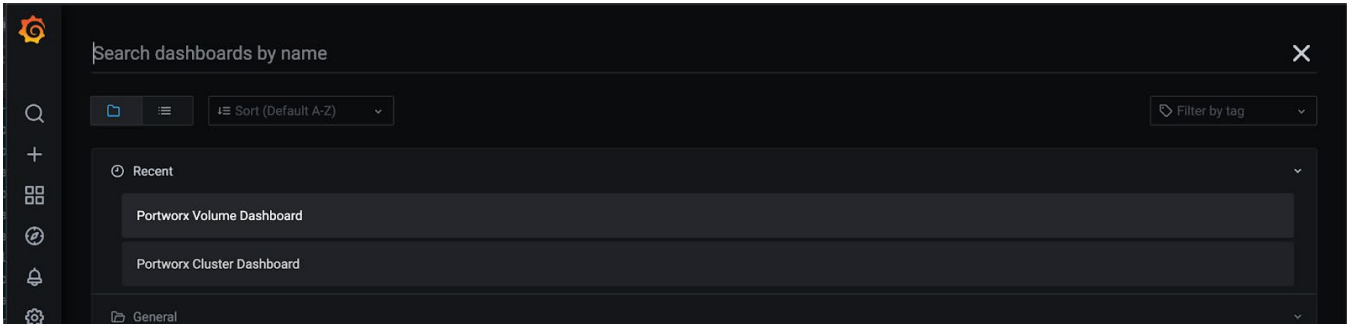 Search dashboards by name
Sort (Default A-Z)
Filter by tag
Recent
Portworx Volume Dashboard
Portworx Cluster Dashboard
General